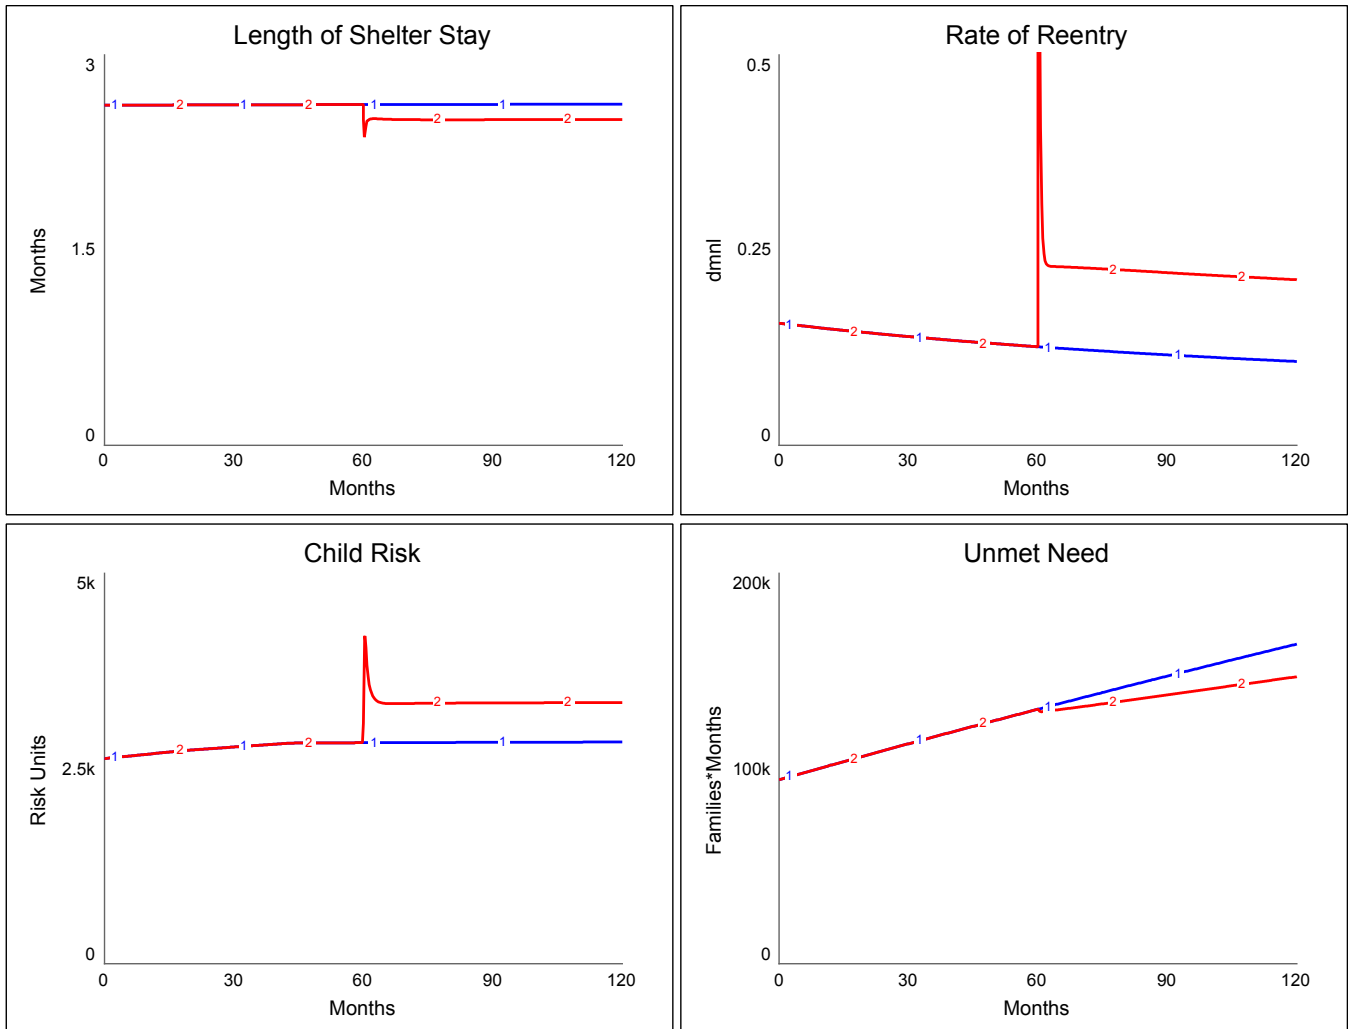 Length of Shelter Stay
3
1.5
0
Months
1 2 1 2 1 2 1 2
0 30 60 90 120
Months
Rate of Reentry
0.5
0.25
0
dmnl
1 2 1 2 1 2 1 2
0 30 60 90 120
Months
Child Risk
5k
2.5k
0
Risk Units
1 2 1 2 1 2 1 2
0 30 60 90 120
Months
Unmet Need
200k
100k
0
Families*Months
1 2 1 2 1 2 1 2
0 30 60 90 120
Months